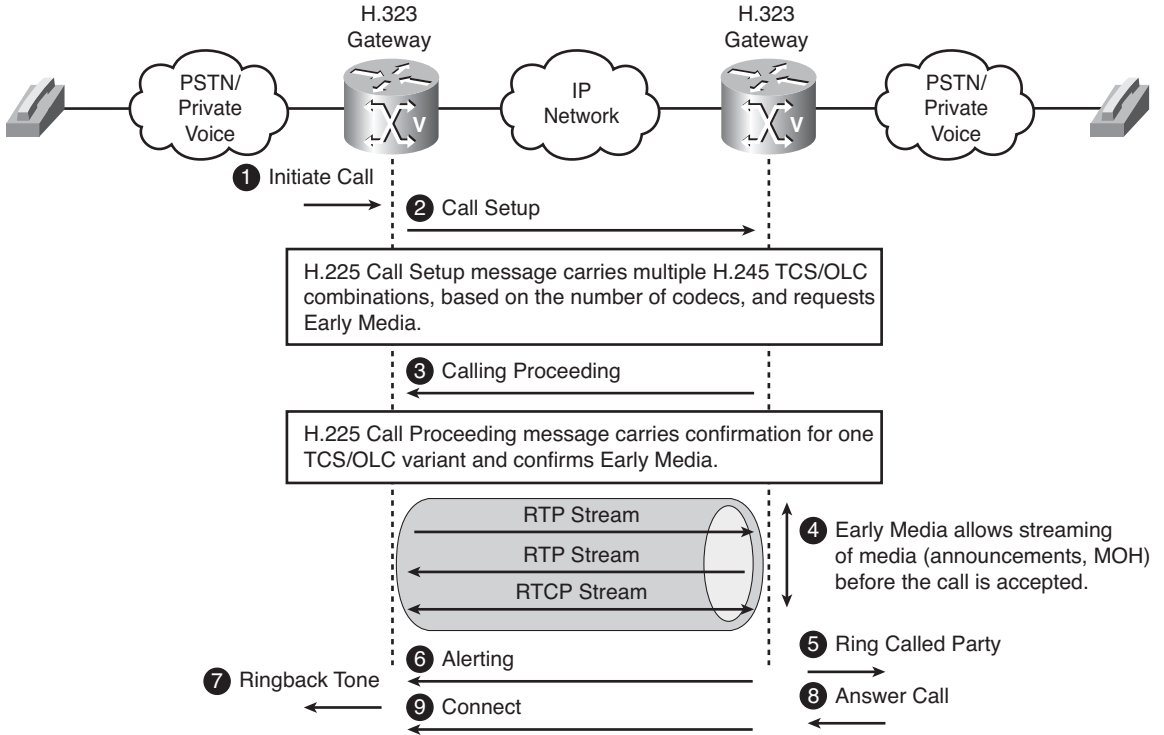 H.323
Gateway
H.323
Gateway
PSTN/
Private
Voice
V
IP
Network
V
PSTN/
Private
Voice
1 Initiate Call
2 Call Setup
H.225 Call Setup message carries multiple H.245 TCS/OLC
combinations, based on the number of codecs, and requests
Early Media.
3 Calling Proceeding
H.225 Call Proceeding message carries confirmation for one
TCS/OLC variant and confirms Early Media.
RTP Stream
RTP Stream
RTCP Stream
4 Early Media allows streaming
of media (announcements, MOH)
before the call is accepted.
5 Ring Called Party
6 Alerting
7 Ringback Tone
8 Answer Call
9 Connect